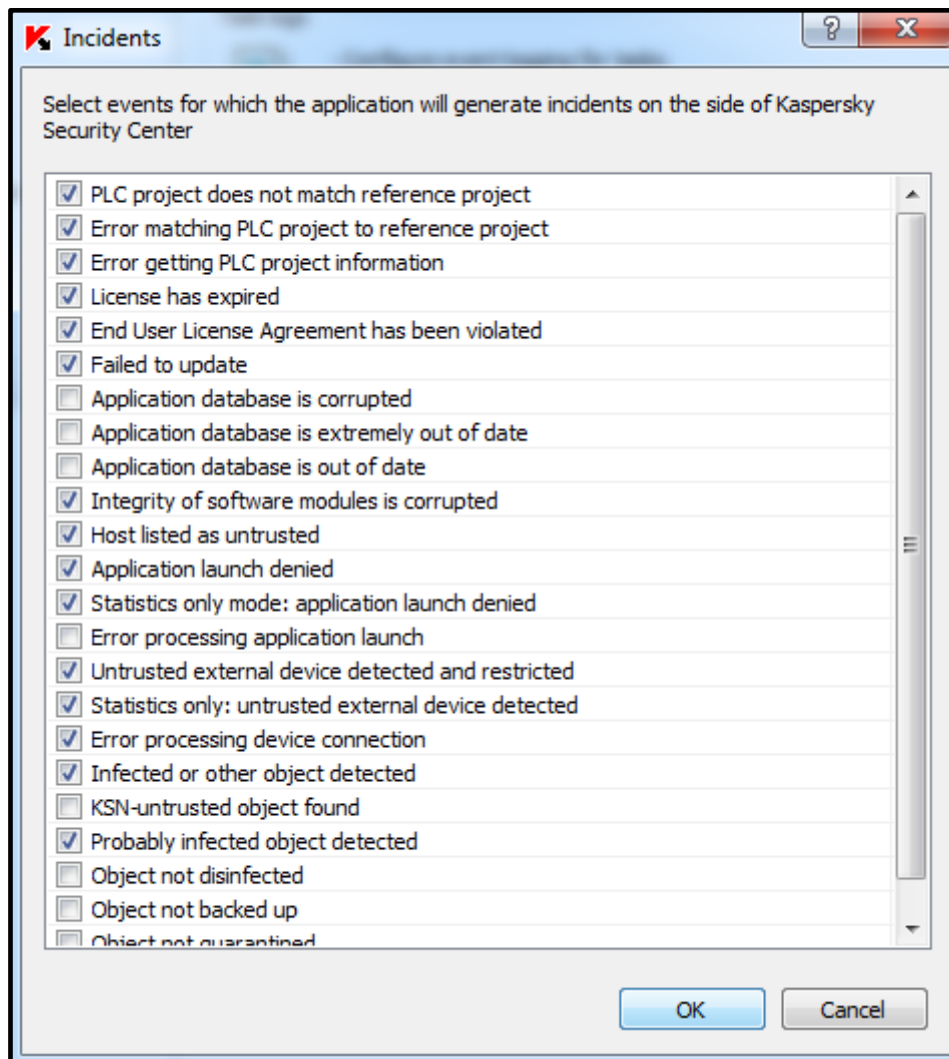 Incidents
?
Select events for which the application will generate incidents on the side of Kaspersky
Security Center
PLC project does not match reference project
Error matching PLC project to reference project
Error getting PLC project information
License has expired
End User License Agreement has been violated
Failed to update
Application database is corrupted
Application database is extremely out of date
Application database is out of date
Integrity of software modules is corrupted
Host listed as untrusted
Application launch denied
Statistics only mode: application launch denied
Error processing application launch
Untrusted external device detected and restricted
Statistics only: untrusted external device detected
Error processing device connection
Infected or other object detected
KSN-untrusted object found
Probably infected object detected
Object not disinfected
Object not backed up
Object not quarantined
OK
Cancel